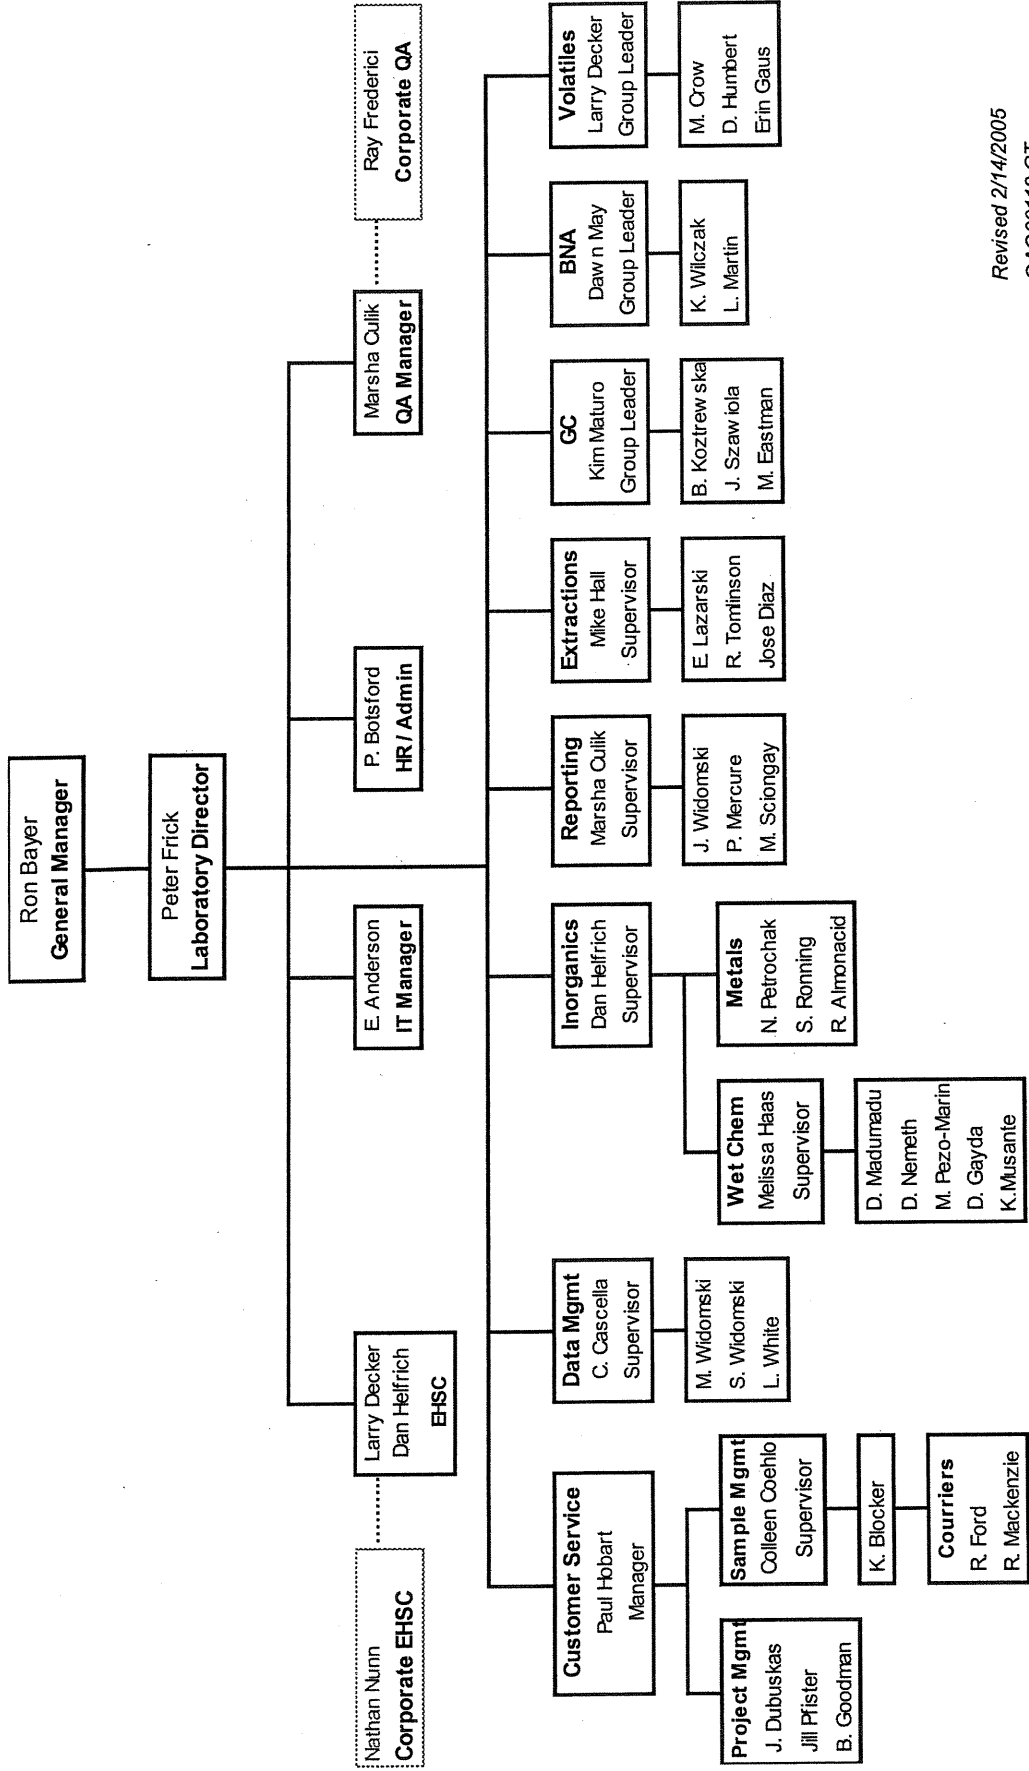 Ron Bayer
General Manager
Peter Frick
Laboratory Director
Nathan Nunn
Corporate EHSC
Larry Decker
Dan Helfrich
EHSC
E. Anderson
IT Manager
P. Botsford
HR / Admin
Marsha Culik
QA Manager
Ray Frederici
Corporate QA
Customer Service
Paul Hobart
Manager
Project Mgmt
J. Dubuskas
Jill Pfister
B. Goodman
Sample Mgmt
Colleen Coehlo
Supervisor
K. Blocker
Courriers
R. Ford
R. Mackenzie
Data Mgmt
C. Cascella
Supervisor
M. Widomski
S. Widomski
L. White
Inorganics
Dan Helfrich
Supervisor
Wet Chem
Melissa Haas
Supervisor
D. Madumadu
D. Nemeth
M. Pezo-Marin
D. Gayda
K.Musante
Metals
N. Petrochak
S. Ronning
R. Almonacid
Reporting
Marsha Culik
Supervisor
J. Widomski
P. Mercure
M. Sciongay
Extractions
Mike Hall
Supervisor
E. Lazarski
R. Tomlinson
Jose Diaz
GC
Kim Maturo
Group Leader
B. Koztrewska
J. Szawiola
M. Eastman
BNA
Dawn May
Group Leader
K. Wilczak
L. Martin
Volatiles
Larry Decker
Group Leader
M. Crow
D. Humbert
Erin Gaus
Revised 2/14/2005